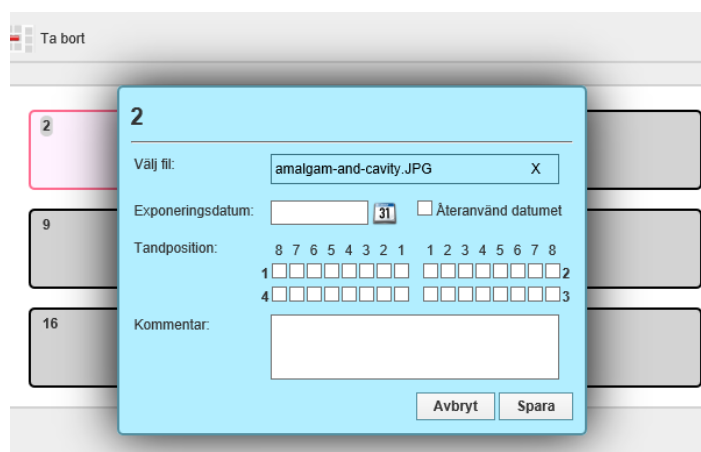 Ta bort
2
9
16
2
Välj fil: amalgam-and-cavity.JPG X
Exponeringsdatum: 31 Återanvänd datumet
Tandposition: 8 7 6 5 4 3 2 1 1 2 3 4 5 6 7 8
1 2
4 3
Kommentar:
Avbryt Spara